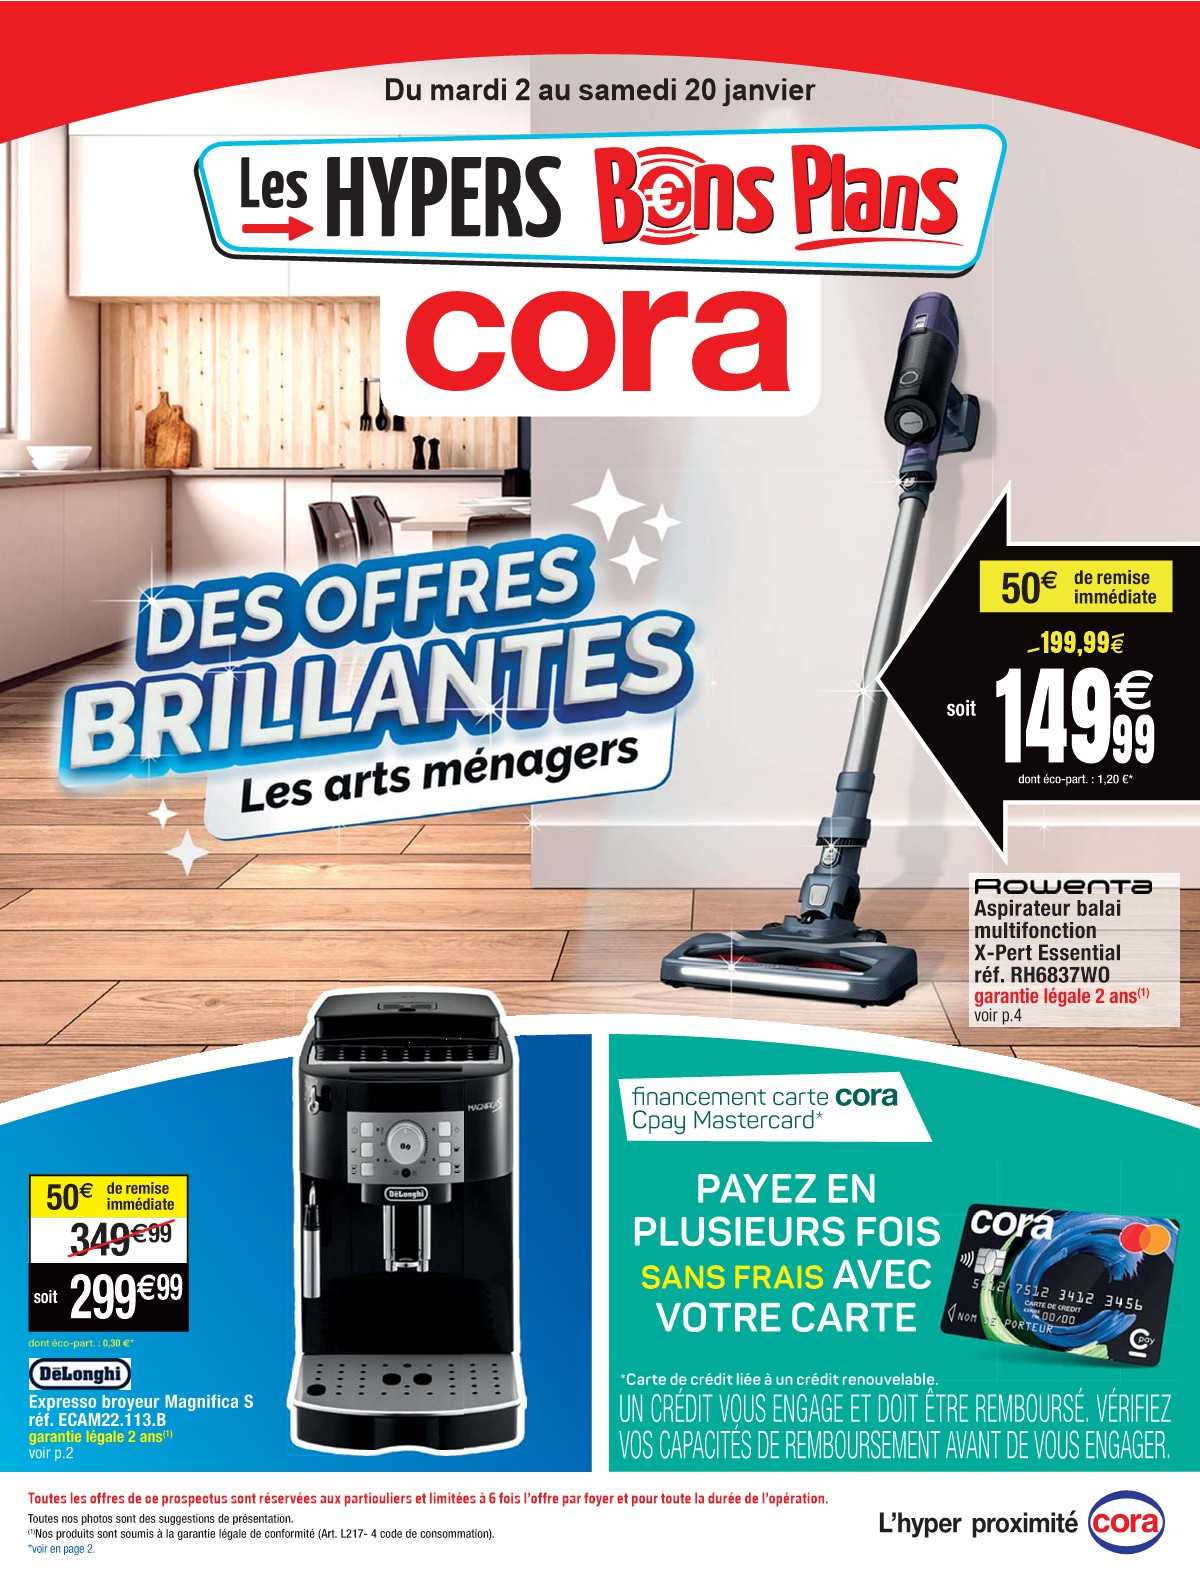 Du mardi 2 au samedi 20 janvier
Les HYPERS Bons Plans
cora
DES OFFRES
BRILLANTES
Les arts ménagers
50€ de remise
immédiate
199,99€
soit 149€99
dont éco-part. : 1,20 €*
ROWENTA
Aspirateur balai
multifonction
X-Pert Essential
réf. RH6837WO
garantie légale 2 ans(1)
voir p.4
MAGNIFICA S
DeLonghi
50€ de remise
immédiate
349€99
soit 299€99
dont éco-part. : 0,30 €*
DeLonghi
Expresso broyeur Magnifica S
réf. ECAM22.113.B
garantie légale 2 ans(1)
voir p.2
financement carte cora
Cpay Mastercard*
PAYEZ EN
PLUSIEURS FOIS
SANS FRAIS AVEC
VOTRE CARTE
cora
5412 7512 3412 3456
CARTE DE CRÉDIT
00/00
NOM DE PORTEUR
Cpay
*Carte de crédit liée à un crédit renouvelable.
UN CRÉDIT VOUS ENGAGE ET DOIT ÊTRE REMBOURSÉ. VÉRIFIEZ
VOS CAPACITÉS DE REMBOURSEMENT AVANT DE VOUS ENGAGER.
Toutes les offres de ce prospectus sont réservées aux particuliers et limitées à 6 fois l'offre par foyer et pour toute la durée de l'opération.
Toutes nos photos sont des suggestions de présentation.
(1)Nos produits sont soumis à la garantie légale de conformité (Art. L217- 4 code de consommation).
*voir en page 2.
L'hyper proximité cora